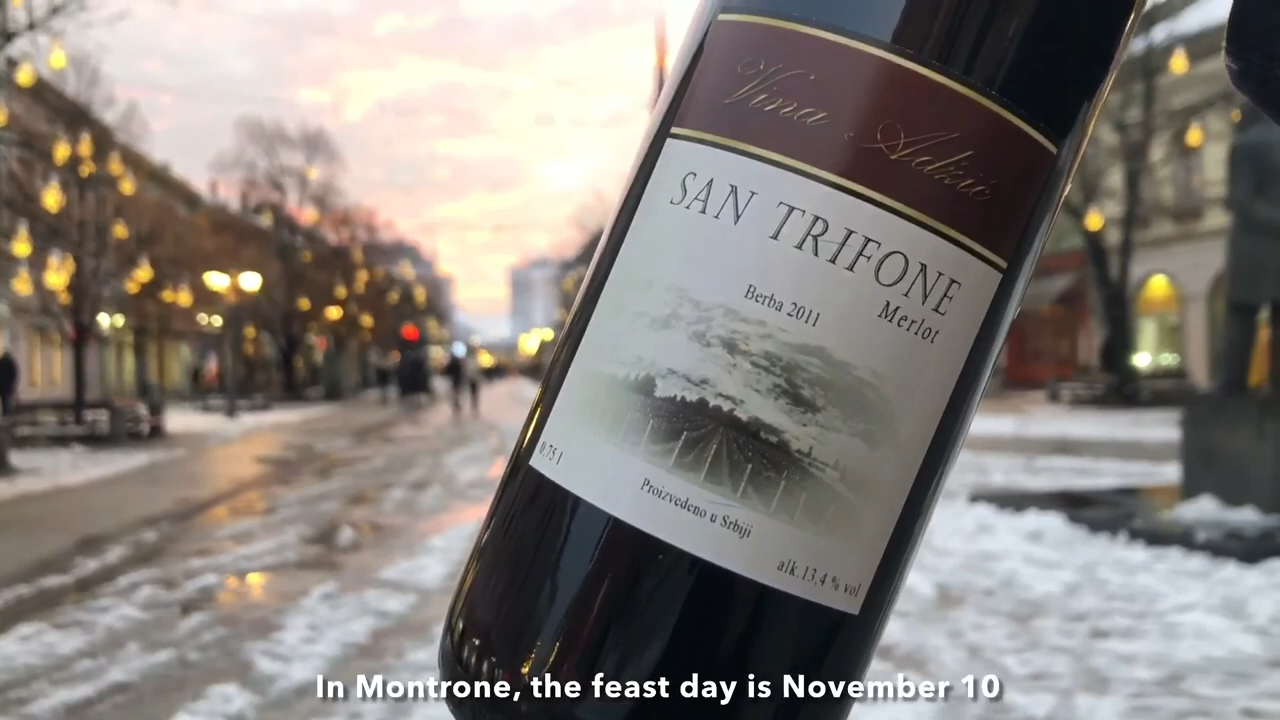 Vina Adžić
SAN TRIFONE
Merlot
Berba 2011
0,75 l
Proizvedeno u Srbiji
alk.13,4 % vol
In Montrone, the feast day is November 10